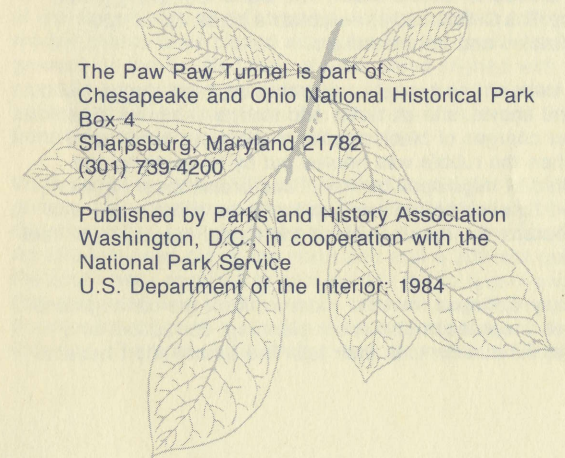 The Paw Paw Tunnel is part of
Chesapeake and Ohio National Historical Park
Box 4
Sharpsburg, Maryland 21782
(301) 739-4200
Published by Parks and History Association
Washington, D.C., in cooperation with the
National Park Service
U.S. Department of the Interior: 1984